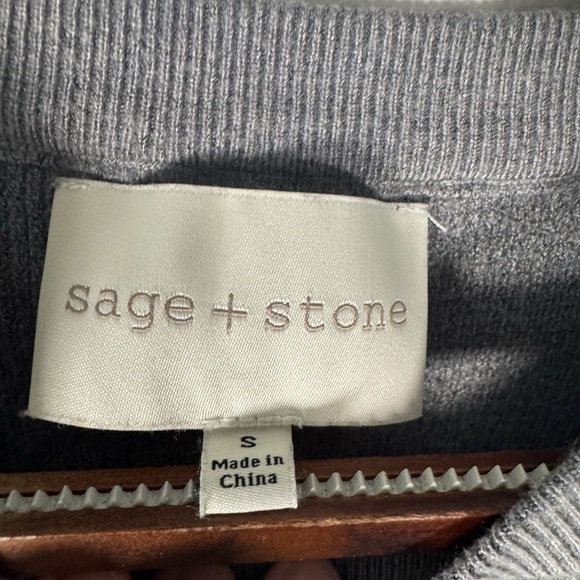 sage + stone
S
Made in
China